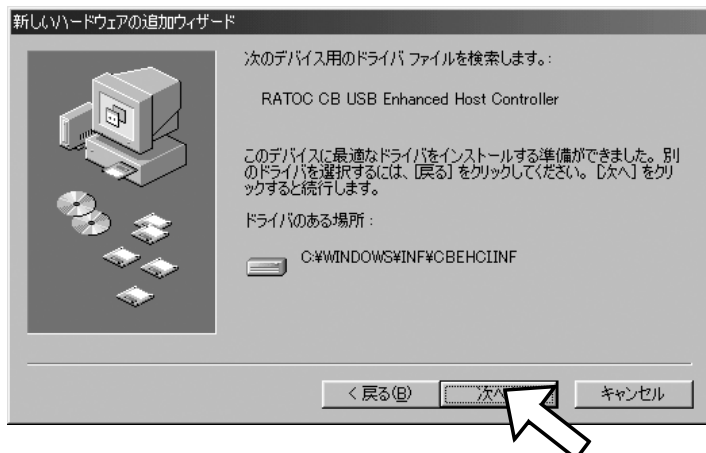 新しいハードウェアの追加ウィザード
次のデバイス用のドライバ ファイルを検索します。:
RATOC CB USB Enhanced Host Controller
このデバイスに最適なドライバをインストールする準備ができました。別
のドライバを選択するには、[戻る] をクリックしてください。[次へ] をクリ
ックすると続行します。
ドライバのある場所 :
C:¥WINDOWS¥INF¥CBEHCIINF
< 戻る(B) 次へ キャンセル